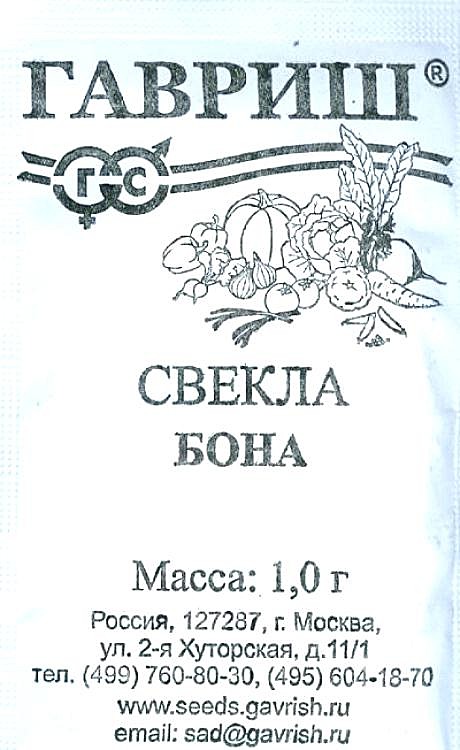 ГАВРИШ®
Г С
СВЕКЛА
БОНА
Масса: 1,0 г
Россия, 127287, г. Москва,
ул. 2-я Хуторская, д.11/1
тел. (499) 760-80-30, (495) 604-18-70
www.seeds.gavrish.ru
email: sad@gavrish.ru